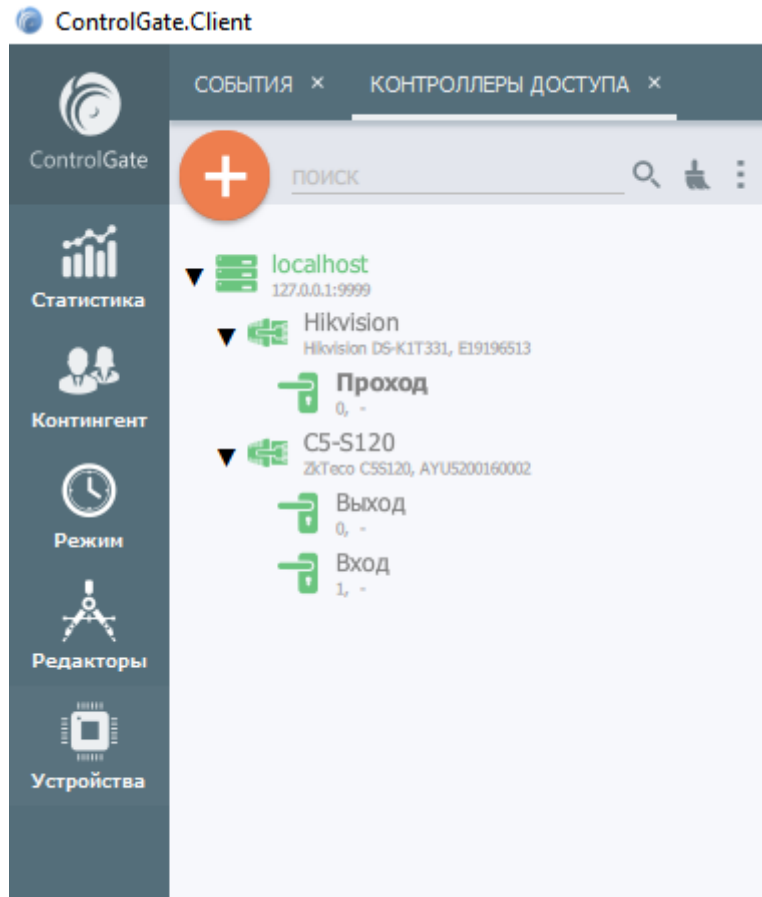 ControlGate.Client
СОБЫТИЯ × КОНТРОЛЛЕРЫ ДОСТУПА ×
ControlGate
поиск
Статистика
Контингент
Режим
Редакторы
Устройства
localhost
127.0.0.1:9999
Hikvision
Hikvision DS-K1T331, E19196513
Проход
0, -
C5-S120
ZkTeco C5S120, AYU5200160002
Выход
0, -
Вход
1, -